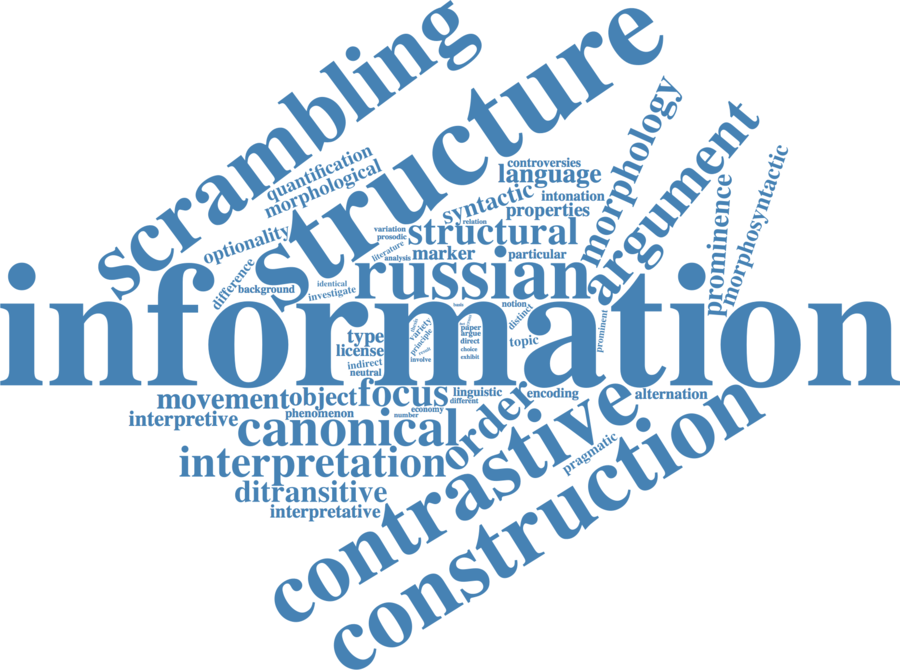 scrambling
structure
quantification
morphological
controversies
language
morphology
argument
syntactic
intonation
properties
relation
optionality
variation
prosodic
structural
prominence
morphosyntactic
literature
analysis
marker
particular
russian
difference
background
identical
investigate
information
notion
distinct
prominent
topic
variety
principle
involve
paper
argue
direct
choice
exhibit
type
license
indirect
neutral
movement
object
focus
linguistic
different
encoding
alternation
interpretive
phenomenon
number
economy
order
canonical
contrastive
pragmatic
interpretation
ditransitive
interpretative
construction